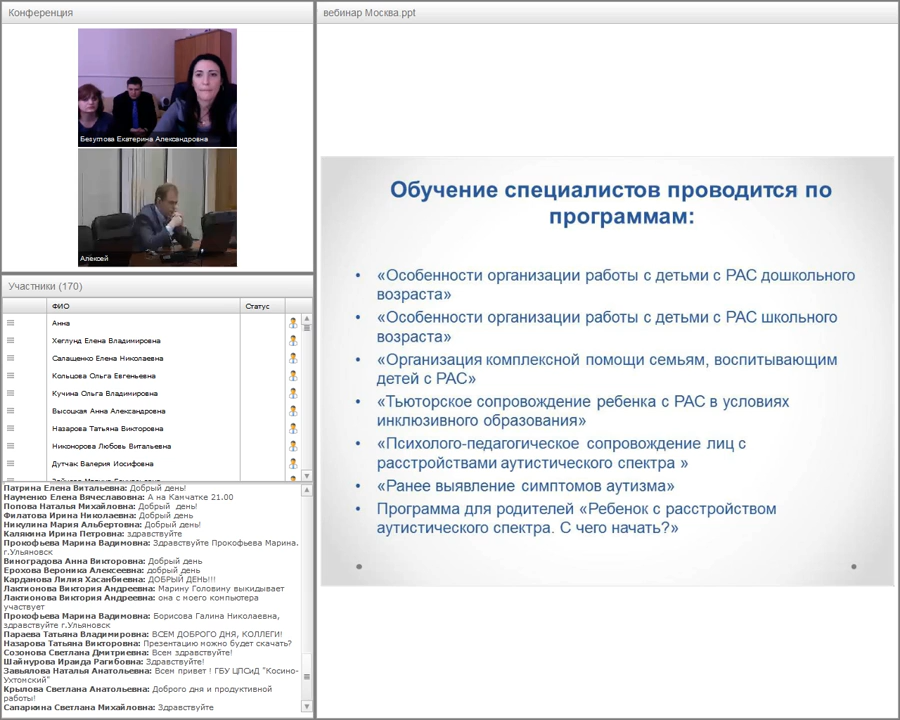 Конференция
Безуглова Екатерина Александровна
Алексей
Участники (170)
ФИО Статус
Анна
Хеглунд Елена Владимировна
Салащенко Елена Николаевна
Кольцова Ольга Евгеньевна
Кучина Ольга Владимировна
Высоцкая Анна Александровна
Назарова Татьяна Викторовна
Никонорова Любовь Витальевна
Дутчак Валерия Иосифовна
Патрина Елена Витальевна: Добрый день!
Науменко Елена Вячеславовна: А на Камчатке 21.00
Попова Наталья Михайловна: Добрый день!
Филатова Ирина Николаевна: Добрый день
Никулина Мария Альбертовна: Добрый день!
Калякина Ирина Петровна: здравствуйте
Прокофьева Марина Вадимовна: Здравствуйте Прокофьева Марина.
г.Ульяновск
Виноградова Анна Викторовна: Добрый день
Ерохова Вероника Алексеевна: добрый день
Карданова Лилия Хасанбиевна: ДОБРЫЙ ДЕНЬ!!!
Лактионова Виктория Андреевна: Марину Головину выкидывает
Лактионова Виктория Андреевна: она с моего компьютера
участвует
Прокофьева Марина Вадимовна: Борисова Галина Николаевна,
здравствуйте г.Ульяновск
Параева Татьяна Владимировна: ВСЕМ ДОБРОГО ДНЯ, КОЛЛЕГИ!
Назарова Татьяна Викторовна: Презентацию можно будет скачать?
Созонова Светлана Дмитриевна: Всем здравствуйте!
Шайнурова Ираида Рагибовна: Здравствуйте!
Завьялова Наталья Анатольевна: Всем привет ! ГБУ ЦПСиД "Косино-
Ухтомский"
Крылова Светлана Анатольевна: Доброго дня и продуктивной
работы!
Сапаркина Светлана Михайловна: Здравствуйте
вебинар Москва.ppt
Обучение специалистов проводится по
программам:
• «Особенности организации работы с детьми с РАС дошкольного
возраста»
• «Особенности организации работы с детьми с РАС школьного
возраста»
• «Организация комплексной помощи семьям, воспитывающим
детей с РАС»
• «Тьюторское сопровождение ребенка с РАС в условиях
инклюзивного образования»
• «Психолого-педагогическое сопровождение лиц с
расстройствами аутистического спектра »
• «Ранее выявление симптомов аутизма»
• Программа для родителей «Ребенок с расстройством
аутистического спектра. С чего начать?»